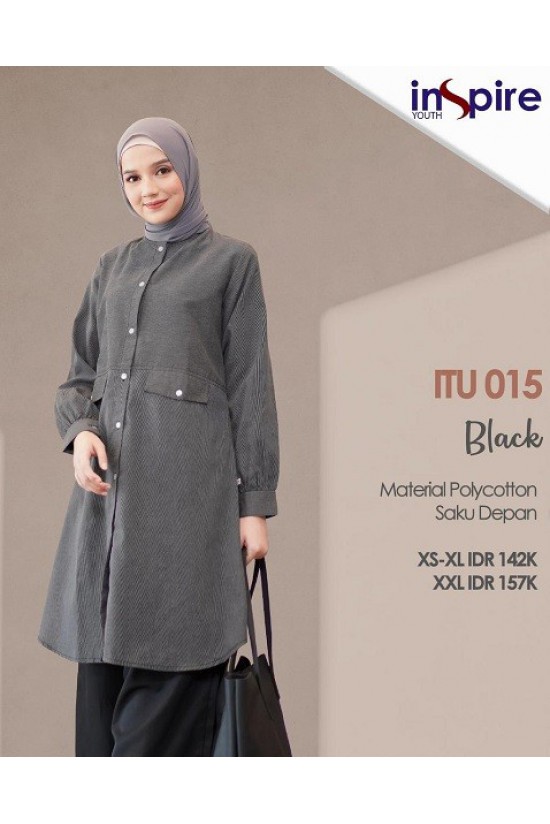 inSpire
YOUTH
ITU 015
Black
Material Polycotton
Saku Depan
XS-XL IDR 142K
XXL IDR 157K